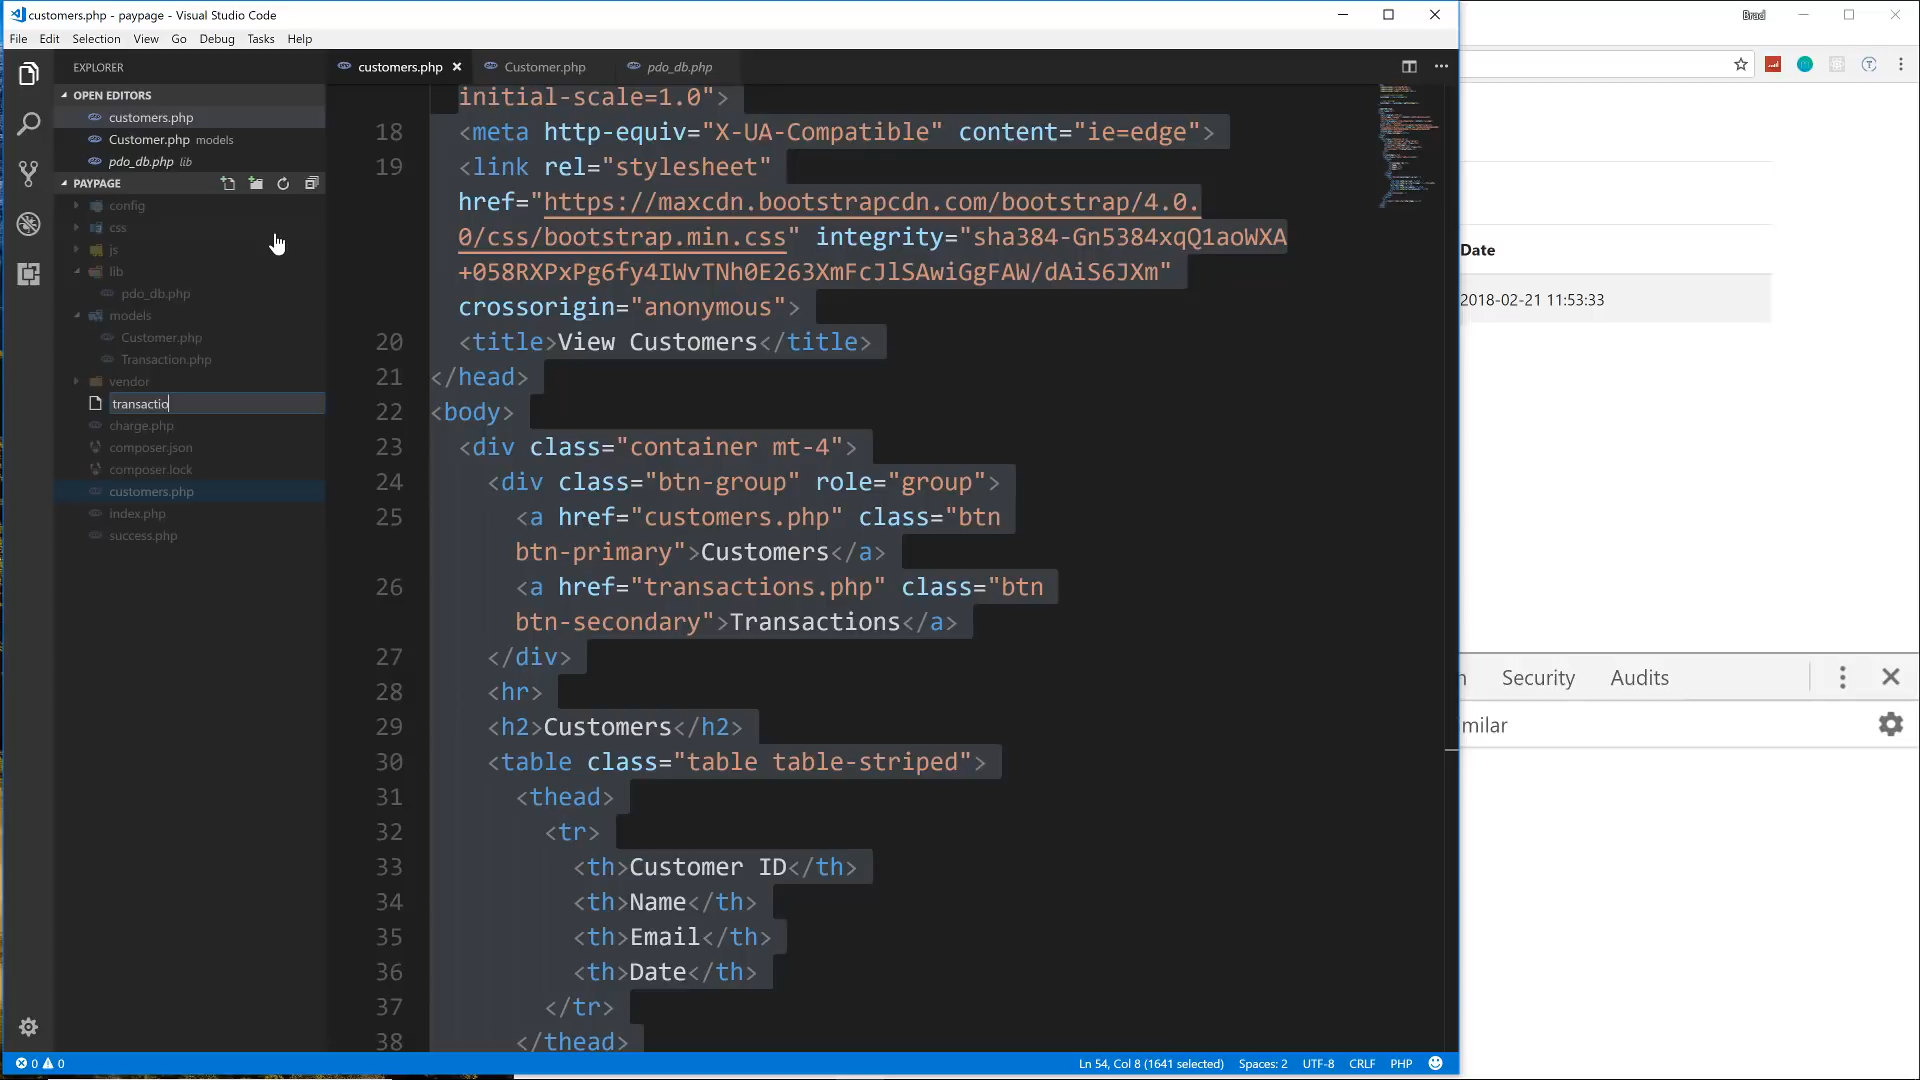 customers.php - paypage - Visual Studio Code
Brad
File Edit Selection View Go Debug Tasks Help
EXPLORER
customers.php Customer.php pdo_db.php
OPEN EDITORS
customers.php
Customer.php models
pdo_db.php lib
PAYPAGE
config
css
js
lib
pdo_db.php
models
Customer.php
Transaction.php
vendor
transactio
charge.php
composer.json
composer.lock
customers.php
index.php
success.php
initial-scale=1.0">
18 <meta http-equiv="X-UA-Compatible" content="ie=edge">
19 <link rel="stylesheet"
href="https://maxcdn.bootstrapcdn.com/bootstrap/4.0.
0/css/bootstrap.min.css" integrity="sha384-Gn5384xqQ1aoWXA
+058RXPxPg6fy4IWvTNh0E263XmFcJlSAwiGgFAW/dAiS6JXm"
crossorigin="anonymous">
20 <title>View Customers</title>
21 </head>
22 <body>
23 <div class="container mt-4">
24 <div class="btn-group" role="group">
25 <a href="customers.php" class="btn
btn-primary">Customers</a>
26 <a href="transactions.php" class="btn
btn-secondary">Transactions</a>
27 </div>
28 <hr>
29 <h2>Customers</h2>
30 <table class="table table-striped">
31 <thead>
32 <tr>
33 <th>Customer ID</th>
34 <th>Name</th>
35 <th>Email</th>
36 <th>Date</th>
37 </tr>
38 </thead>
Date
2018-02-21 11:53:33
n Security Audits
milar
0 0
Ln 54, Col 8 (1641 selected) Spaces: 2 UTF-8 CRLF PHP